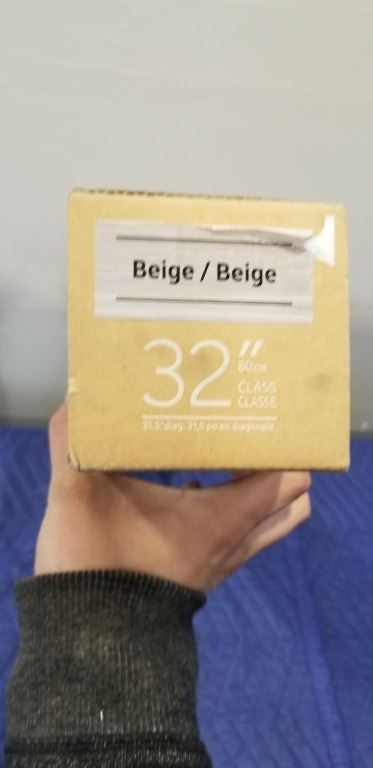 Beige / Beige
32"
80cm
CLASS
CLASSE
31.5" diag. 31,5 po en diagonale